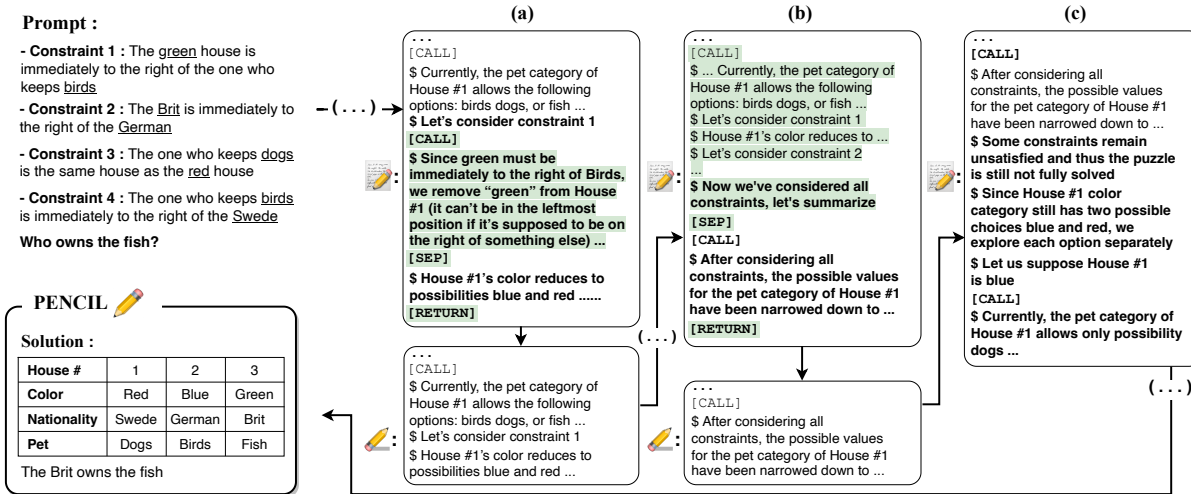 Prompt :
- Constraint 1 : The green house is
immediately to the right of the one who
keeps birds
- Constraint 2 : The Brit is immediately to
the right of the German
- Constraint 3 : The one who keeps dogs
is the same house as the red house
- Constraint 4 : The one who keeps birds
is immediately to the right of the Swede
Who owns the fish?
PENCIL
Solution :
House # 1 2 3
Color Red Blue Green
Nationality Swede German Brit
Pet Dogs Birds Fish
The Brit owns the fish
(...)
(a)
...
[CALL]
$ Currently, the pet category of
House #1 allows the following
options: birds dogs, or fish ...
$ Let's consider constraint 1
[CALL]
$ Since green must be
immediately to the right of Birds,
we remove “green” from House
#1 (it can’t be in the leftmost
position if it’s supposed to be on
the right of something else) ...
[SEP]
$ House #1’s color reduces to
possibilities blue and red ......
[RETURN]
:
...
[CALL]
$ Currently, the pet category of
House #1 allows the following
options: birds dogs, or fish ...
$ Let’s consider constraint 1
$ House #1’s color reduces to
possibilities blue and red ...
:
(...)
(b)
...
[CALL]
$ ... Currently, the pet category of
House #1 allows the following
options: birds dogs, or fish ...
$ Let’s consider constraint 1
$ House #1’s color reduces to ...
$ Let’s consider constraint 2
...
$ Now we've considered all
constraints, let's summarize
[SEP]
[CALL]
$ After considering all
constraints, the possible values
for the pet category of House #1
have been narrowed down to ...
[RETURN]
:
...
[CALL]
$ After considering all
constraints, the possible values
for the pet category of House #1
have been narrowed down to ...
:
(c)
...
[CALL]
$ After considering all
constraints, the possible values
for the pet category of House #1
have been narrowed down to ...
$ Some constraints remain
unsatisfied and thus the puzzle
is still not fully solved
$ Since House #1 color
category still has two possible
choices blue and red, we
explore each option separately
$ Let us suppose House #1
is blue
[CALL]
$ Currently, the pet category of
House #1 allows only possibility
dogs ...
:
(...)